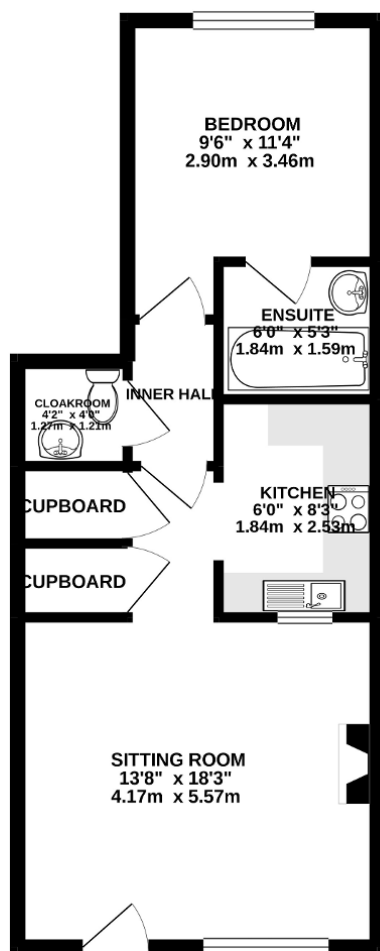 BEDROOM
9'6" x 11'4"
2.90m x 3.46m
ENSUITE
6'0" x 5'3"
1.84m x 1.59m
INNER HALL
CLOAKROOM
4'2" x 4'0"
1.27m x 1.21m
KITCHEN
6'0" x 8'3"
1.84m x 2.53m
CUPBOARD
CUPBOARD
SITTING ROOM
13'8" x 18'3"
4.17m x 5.57m